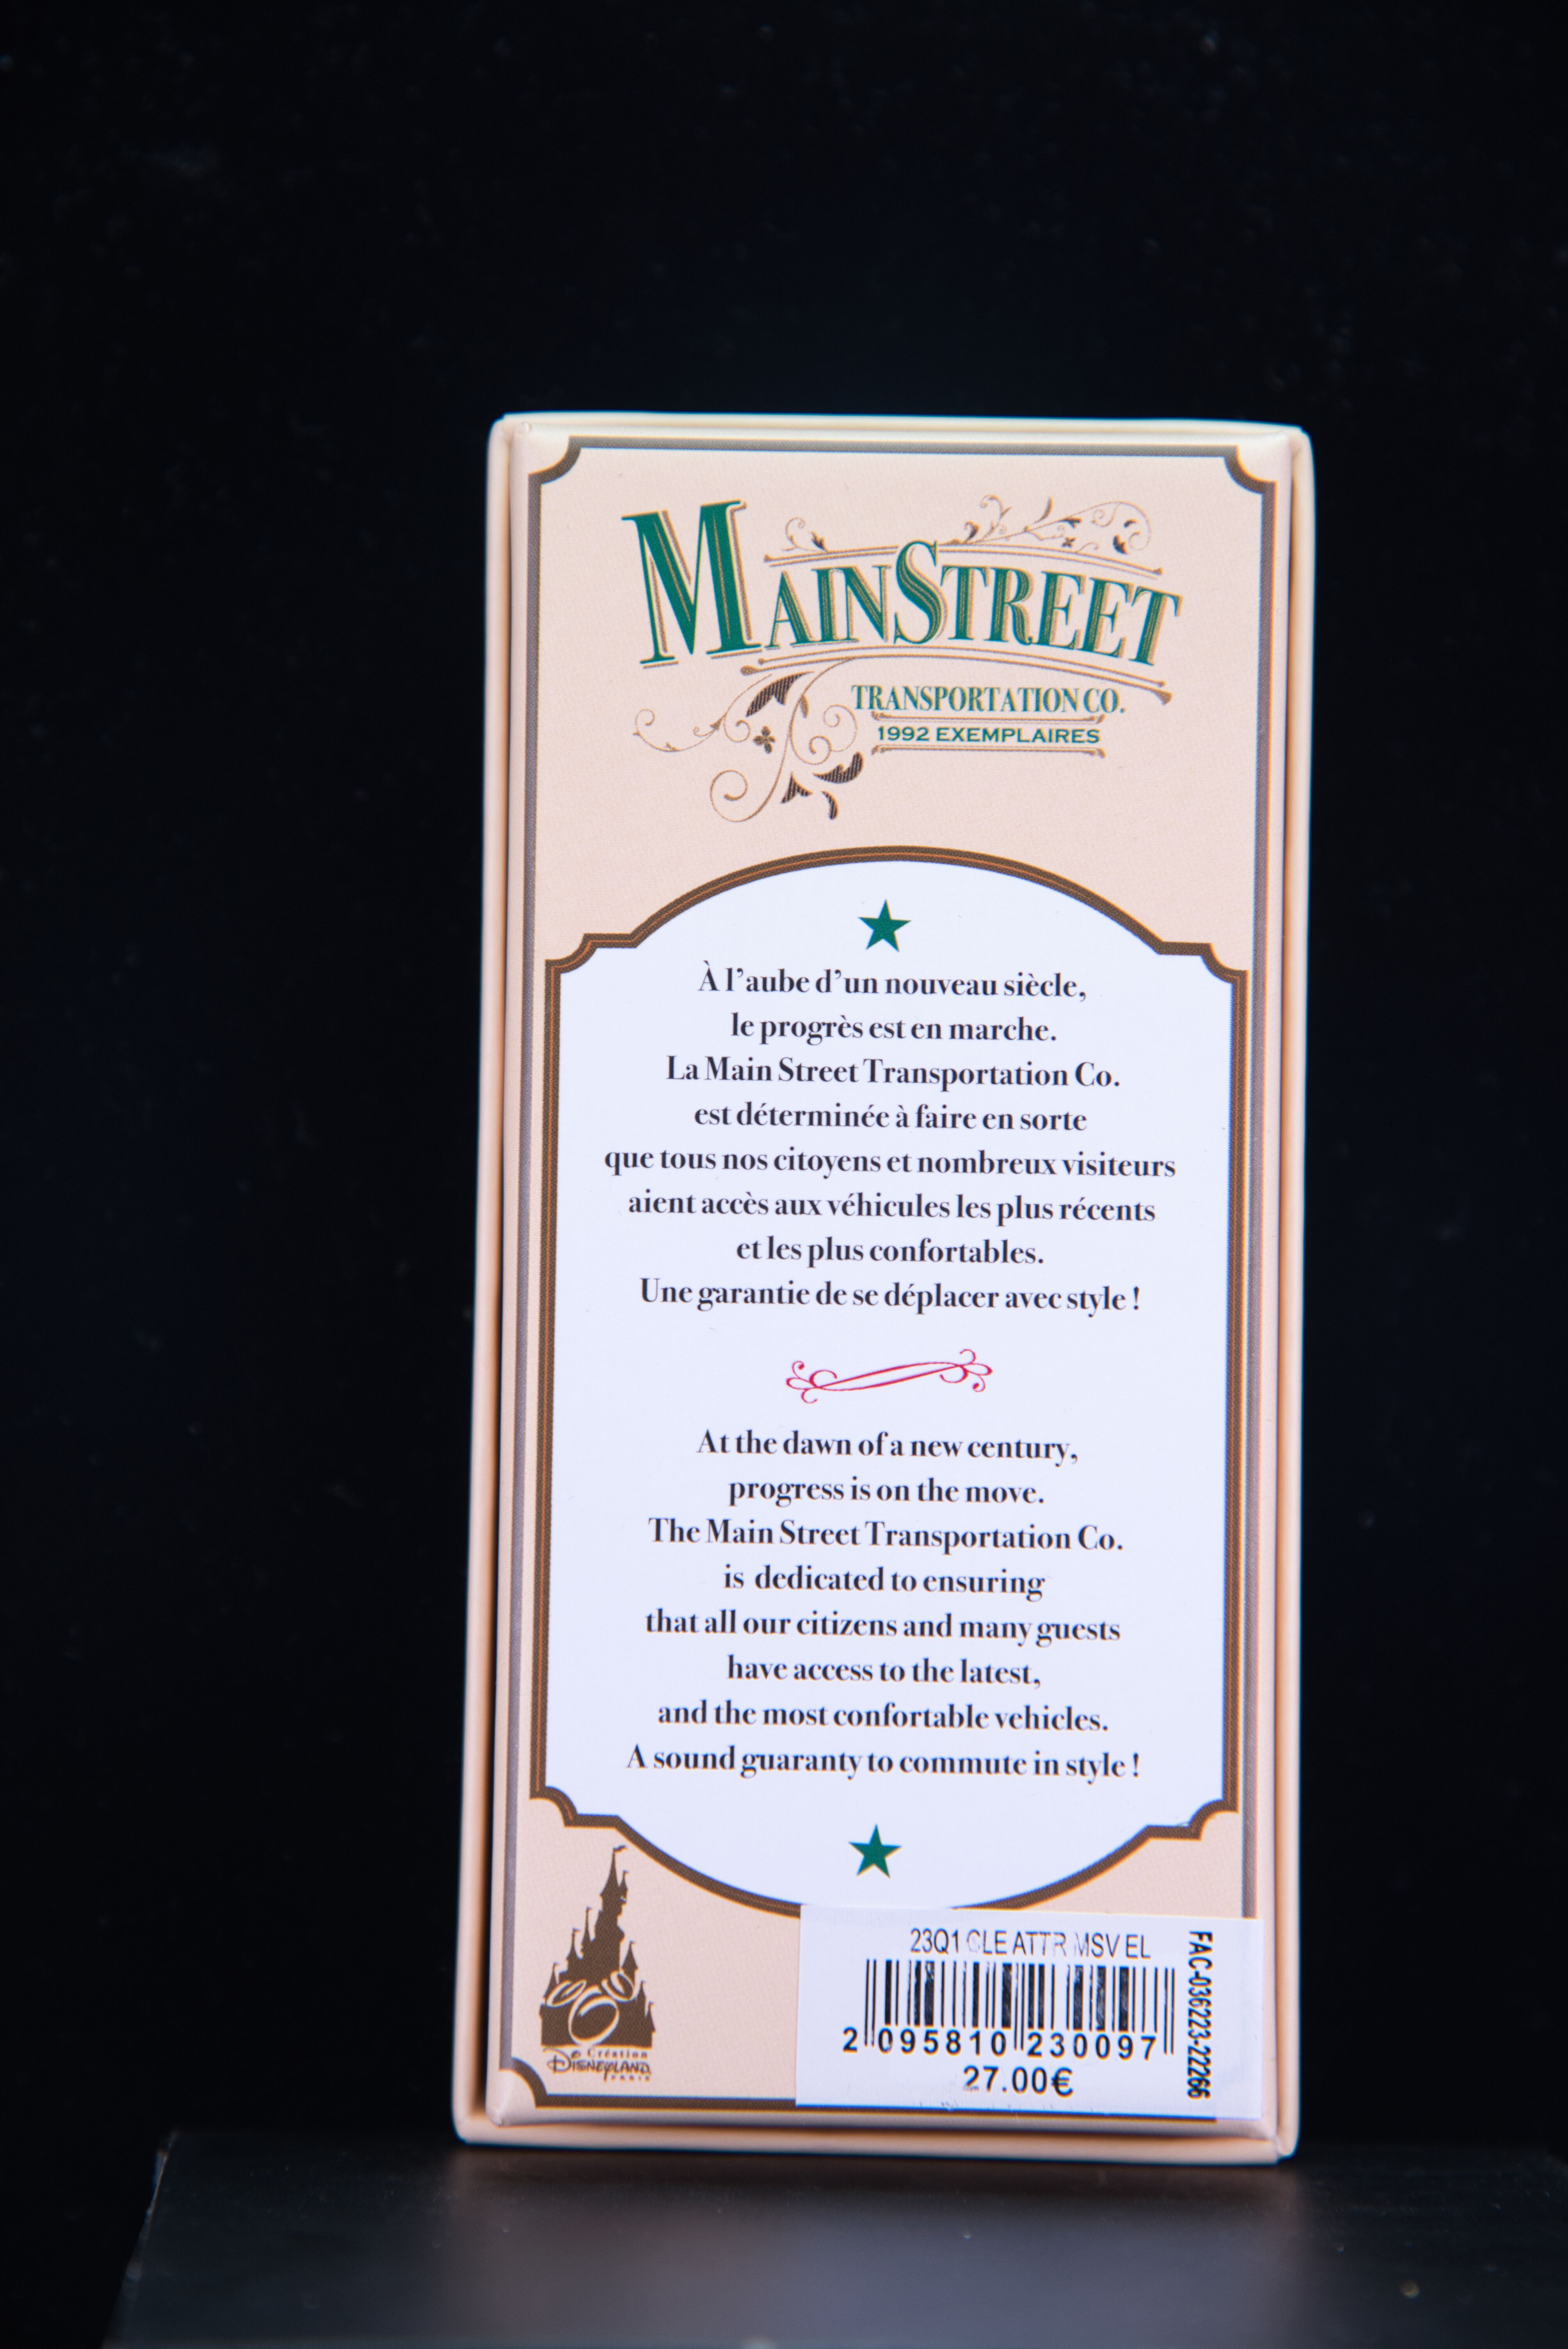 MAINSTREET
TRANSPORTATION CO.
1992 EXEMPLAIRES
À l'aube d'un nouveau siècle,
le progrès est en marche.
La Main Street Transportation Co.
est déterminée à faire en sorte
que tous nos citoyens et nombreux visiteurs
aient accès aux véhicules les plus récents
et les plus confortables.
Une garantie de se déplacer avec style !
At the dawn of a new century,
progress is on the move.
The Main Street Transportation Co.
is dedicated to ensuring
that all our citizens and many guests
have access to the latest,
and the most confortable vehicles.
A sound guaranty to commute in style !
Création
DISNEYLAND
PARIS
23Q1 CLE ATTR MSV EL
2 095810 230097
27.00€
FAC-036223-22266